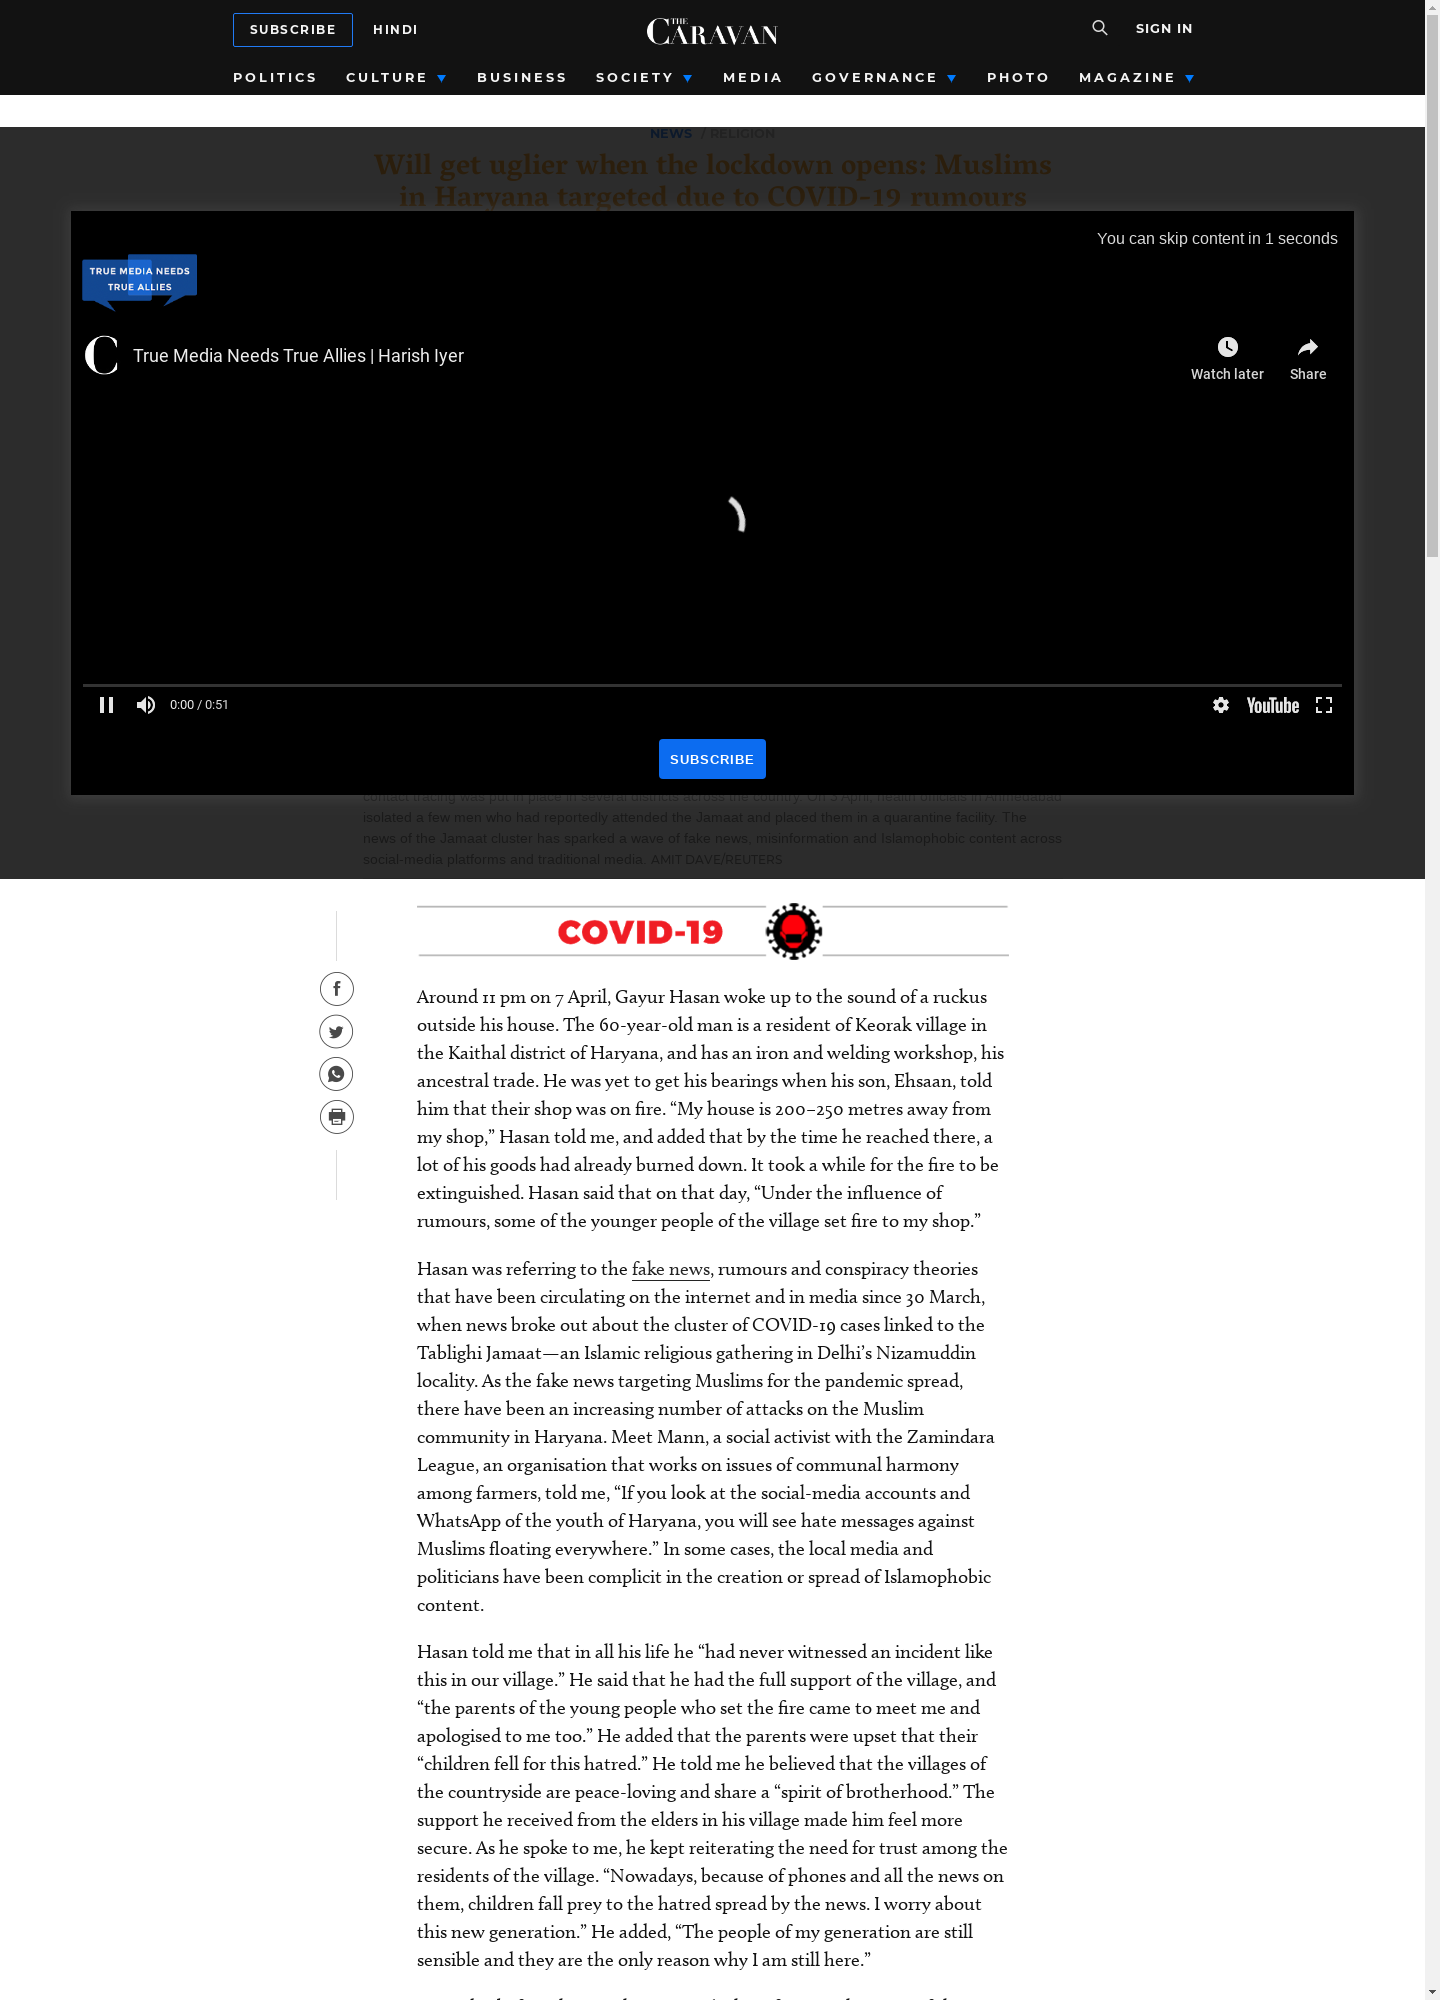 SUBSCRIBE HINDI THE CARAVAN SIGN IN
POLITICS CULTURE BUSINESS SOCIETY MEDIA GOVERNANCE PHOTO MAGAZINE
NEWS / RELIGION
Will get uglier when the lockdown opens: Muslims
in Haryana targeted due to COVID-19 rumours
You can skip content in 1 seconds
TRUE MEDIA NEEDS
TRUE ALLIES
True Media Needs True Allies | Harish Iyer
Watch later Share
0:00 / 0:51 YouTube
SUBSCRIBE
contact tracing was put in place in several districts across the country. On 3 April, health officials in Ahmedabad
isolated a few men who had reportedly attended the Jamaat and placed them in a quarantine facility. The
news of the Jamaat cluster has sparked a wave of fake news, misinformation and Islamophobic content across
social-media platforms and traditional media. AMIT DAVE/REUTERS
COVID-19
Around 11 pm on 7 April, Gayur Hasan woke up to the sound of a ruckus
outside his house. The 60-year-old man is a resident of Keorak village in
the Kaithal district of Haryana, and has an iron and welding workshop, his
ancestral trade. He was yet to get his bearings when his son, Ehsaan, told
him that their shop was on fire. “My house is 200–250 metres away from
my shop,” Hasan told me, and added that by the time he reached there, a
lot of his goods had already burned down. It took a while for the fire to be
extinguished. Hasan said that on that day, “Under the influence of
rumours, some of the younger people of the village set fire to my shop.”
Hasan was referring to the fake news, rumours and conspiracy theories
that have been circulating on the internet and in media since 30 March,
when news broke out about the cluster of COVID-19 cases linked to the
Tablighi Jamaat—an Islamic religious gathering in Delhi’s Nizamuddin
locality. As the fake news targeting Muslims for the pandemic spread,
there have been an increasing number of attacks on the Muslim
community in Haryana. Meet Mann, a social activist with the Zamindara
League, an organisation that works on issues of communal harmony
among farmers, told me, “If you look at the social-media accounts and
WhatsApp of the youth of Haryana, you will see hate messages against
Muslims floating everywhere.” In some cases, the local media and
politicians have been complicit in the creation or spread of Islamophobic
content.
Hasan told me that in all his life he “had never witnessed an incident like
this in our village.” He said that he had the full support of the village, and
“the parents of the young people who set the fire came to meet me and
apologised to me too.” He added that the parents were upset that their
“children fell for this hatred.” He told me he believed that the villages of
the countryside are peace-loving and share a “spirit of brotherhood.” The
support he received from the elders in his village made him feel more
secure. As he spoke to me, he kept reiterating the need for trust among the
residents of the village. “Nowadays, because of phones and all the news on
them, children fall prey to the hatred spread by the news. I worry about
this new generation.” He added, “The people of my generation are still
sensible and they are the only reason why I am still here.”